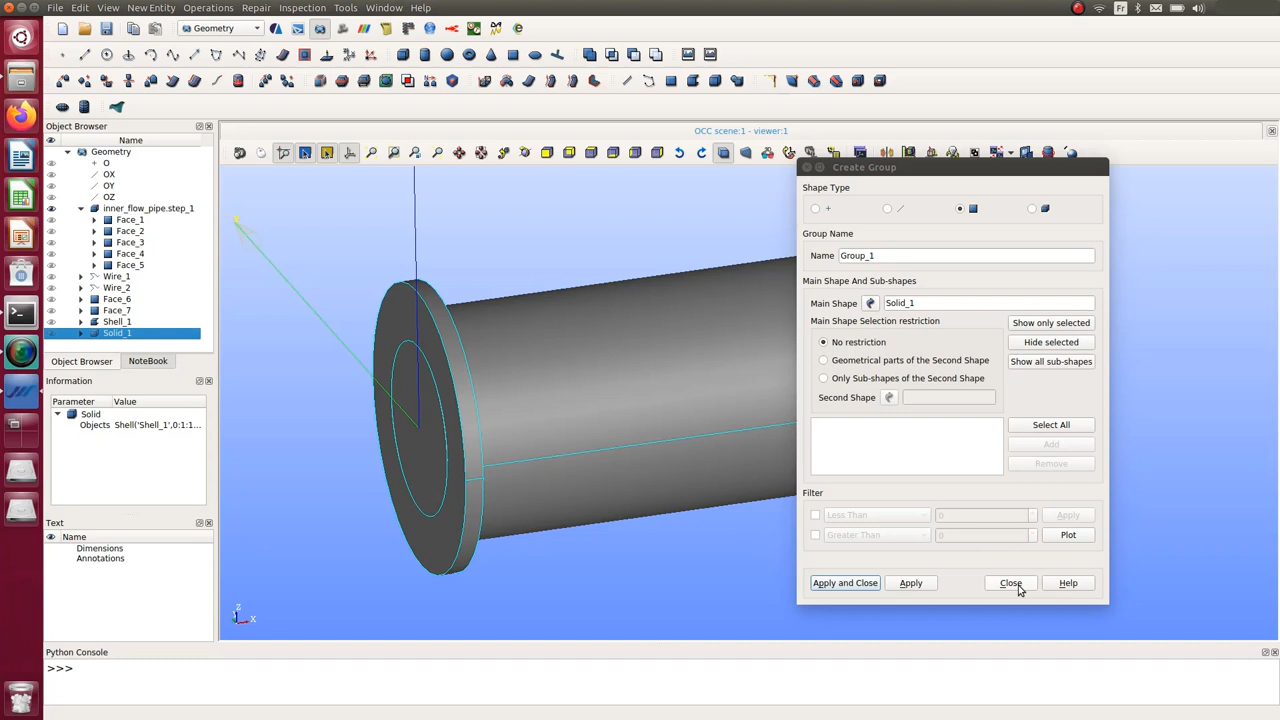 File Edit View New Entity Operations Repair Inspection Tools Window Help
Fr
Geometry
Object Browser
OCC scene:1 - viewer:1
Name
Geometry
O
OX
OY
OZ
inner_flow_pipe.step_1
Face_1
Face_2
Face_3
Face_4
Face_5
Wire_1
Wire_2
Face_6
Face_7
Shell_1
Solid_1
Object Browser NoteBook
Information
Parameter Value
Solid
Objects Shell('Shell_1',0:1:1...
Text
Name
Dimensions
Annotations
Z
X
Create Group
Shape Type
Group Name
Name Group_1
Main Shape And Sub-shapes
Main Shape Solid_1
Main Shape Selection restriction
Show only selected
No restriction
Hide selected
Geometrical parts of the Second Shape
Show all sub-shapes
Only Sub-shapes of the Second Shape
Second Shape
Select All
Add
Remove
Filter
Less Than 0 Apply
Greater Than 0 Plot
Apply and Close Apply Close Help
Python Console
>>>